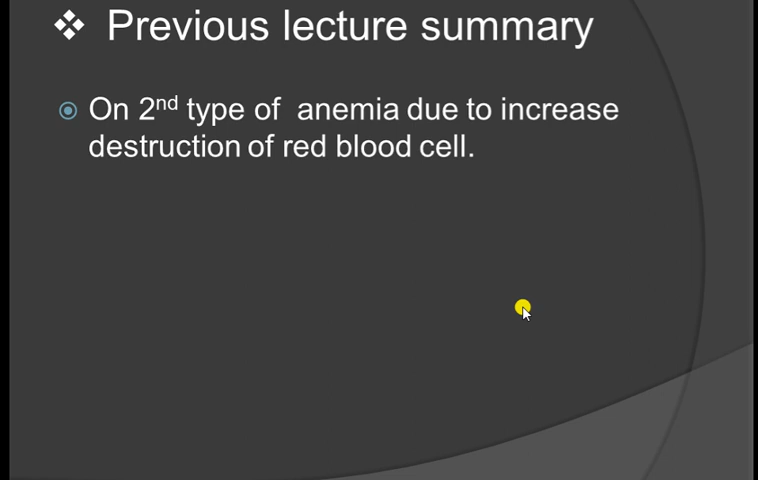 Previous lecture summary
On 2nd type of anemia due to increase
destruction of red blood cell.